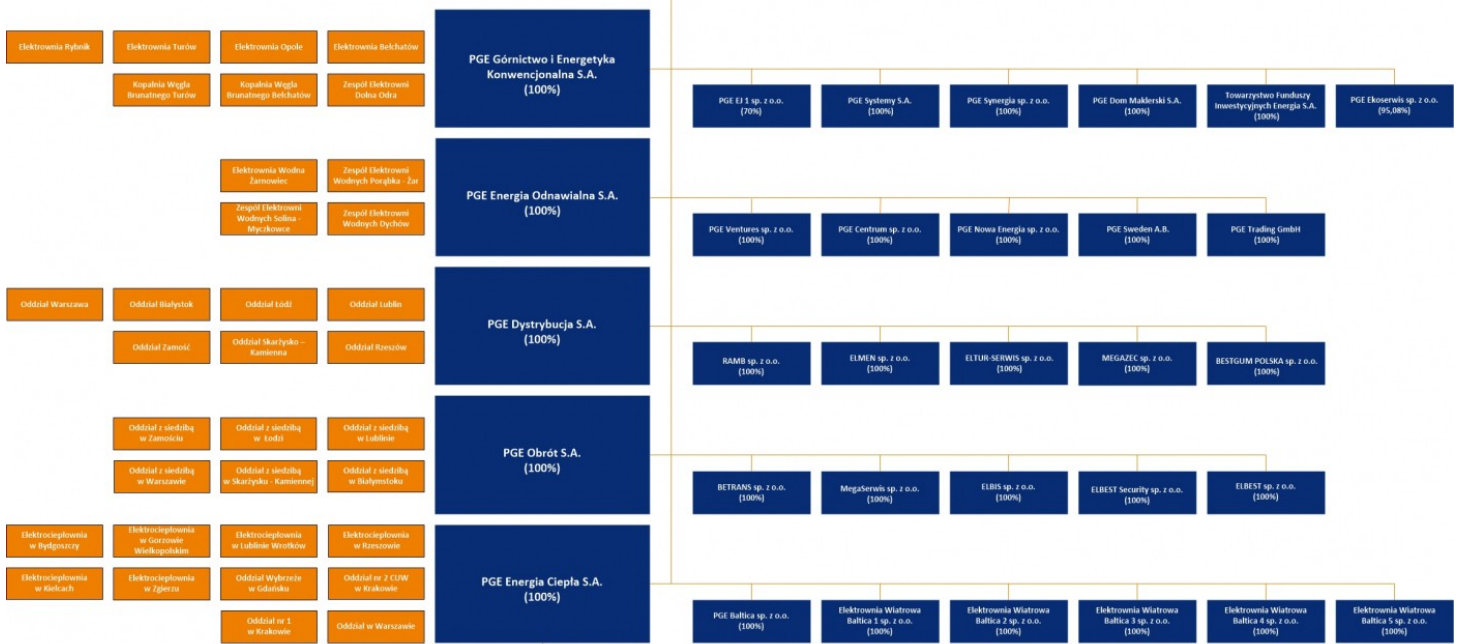 Elektrownia Rybnik
Elektrownia Turów
Elektrownia Opole
Elektrownia Bełchatów
Kopalnia Węgla
Brunatnego Turów
Kopalnia Węgla
Brunatnego Bełchatów
Zespół Elektrowni
Dolna Odra
PGE Górnictwo i Energetyka
Konwencjonalna S.A.
(100%)
PGE EJ 1 sp. z o.o.
(70%)
PGE Systemy S.A.
(100%)
PGE Synergia sp. z o.o.
(100%)
PGE Dom Maklerski S.A.
(100%)
Towarzystwo Funduszy
Inwestycyjnych Energia S.A.
(100%)
PGE Ekoserwis sp. z o.o.
(95,08%)
Elektrownia Wodna
Żarnowiec
Zespół Elektrowni
Wodnych Porąbka - Żar
Zespół Elektrowni
Wodnych Solina -
Myczkowce
Zespół Elektrowni
Wodnych Dychów
PGE Energia Odnawialna S.A.
(100%)
PGE Ventures sp. z o.o.
(100%)
PGE Centrum sp. z o.o.
(100%)
PGE Nowa Energia sp. z o.o.
(100%)
PGE Sweden A.B.
(100%)
PGE Trading GmbH
(100%)
Oddział Warszawa
Oddział Białystok
Oddział Łódź
Oddział Lublin
Oddział Zamość
Oddział Skarżysko –
Kamienna
Oddział Rzeszów
PGE Dystrybucja S.A.
(100%)
RAMB sp. z o.o.
(100%)
ELMEN sp. z o.o.
(100%)
ELTUR-SERWIS sp. z o.o.
(100%)
MEGAZEC sp. z o.o.
(100%)
BESTGUM POLSKA sp. z o.o.
(100%)
Oddział z siedzibą
w Zamościu
Oddział z siedzibą
w Łodzi
Oddział z siedzibą
w Lublinie
Oddział z siedzibą
w Warszawie
Oddział z siedzibą
w Skarżysku - Kamiennej
Oddział z siedzibą
w Białymstoku
PGE Obrót S.A.
(100%)
BETRANS sp. z o.o.
(100%)
MegaSerwis sp. z o.o.
(100%)
ELBIS sp. z o.o.
(100%)
ELBEST Security sp. z o.o.
(100%)
ELBEST sp. z o.o.
(100%)
Elektrociepłownia
w Bydgoszczy
Elektrociepłownia
w Gorzowie
Wielkopolskim
Elektrociepłownia
w Lublinie Wrotków
Elektrociepłownia
w Rzeszowie
Elektrociepłownia
w Kielcach
Elektrociepłownia
w Zgierzu
Oddział Wybrzeże
w Gdańsku
Oddział nr 2 CUW
w Krakowie
Oddział nr 1
w Krakowie
Oddział w Warszawie
PGE Energia Ciepła S.A.
(100%)
PGE Baltica sp. z o.o.
(100%)
Elektrownia Wiatrowa
Baltica 1 sp. z o.o.
(100%)
Elektrownia Wiatrowa
Baltica 2 sp. z o.o.
(100%)
Elektrownia Wiatrowa
Baltica 3 sp. z o.o.
(100%)
Elektrownia Wiatrowa
Baltica 4 sp. z o.o.
(100%)
Elektrownia Wiatrowa
Baltica 5 sp. z o.o.
(100%)